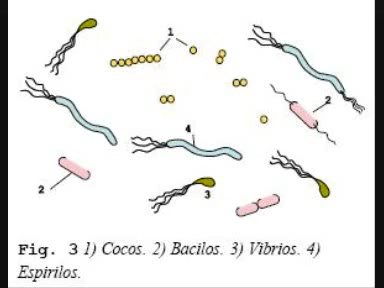 1
2
4
2
3
Fig. 3 1) Cocos. 2) Bacilos. 3) Vibrios. 4)
Espirilos.